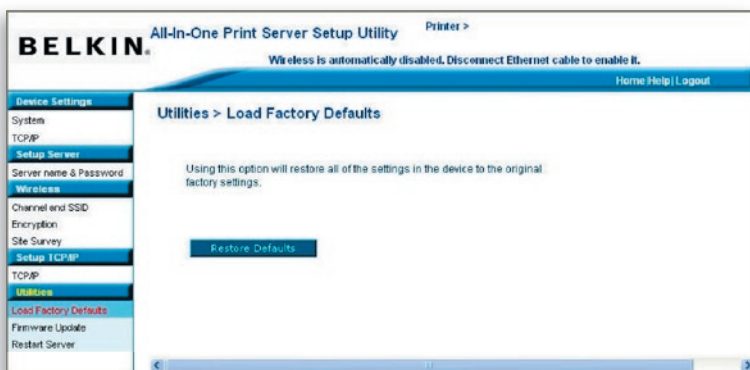 BELKIN.
All-In-One Print Server Setup Utility
Printer >
Wireless is automatically disabled. Disconnect Ethernet cable to enable it.
Home|Help|Logout
Device Settings
System
TCP/IP
Setup Server
Server name & Password
Wireless
Channel and SSID
Encryption
Site Survey
Setup TCP/IP
TCP/IP
Utilities
Load Factory Defaults
Firmware Update
Restart Server
Utilities > Load Factory Defaults
Using this option will restore all of the settings in the device to the original
factory settings.
Restore Defaults